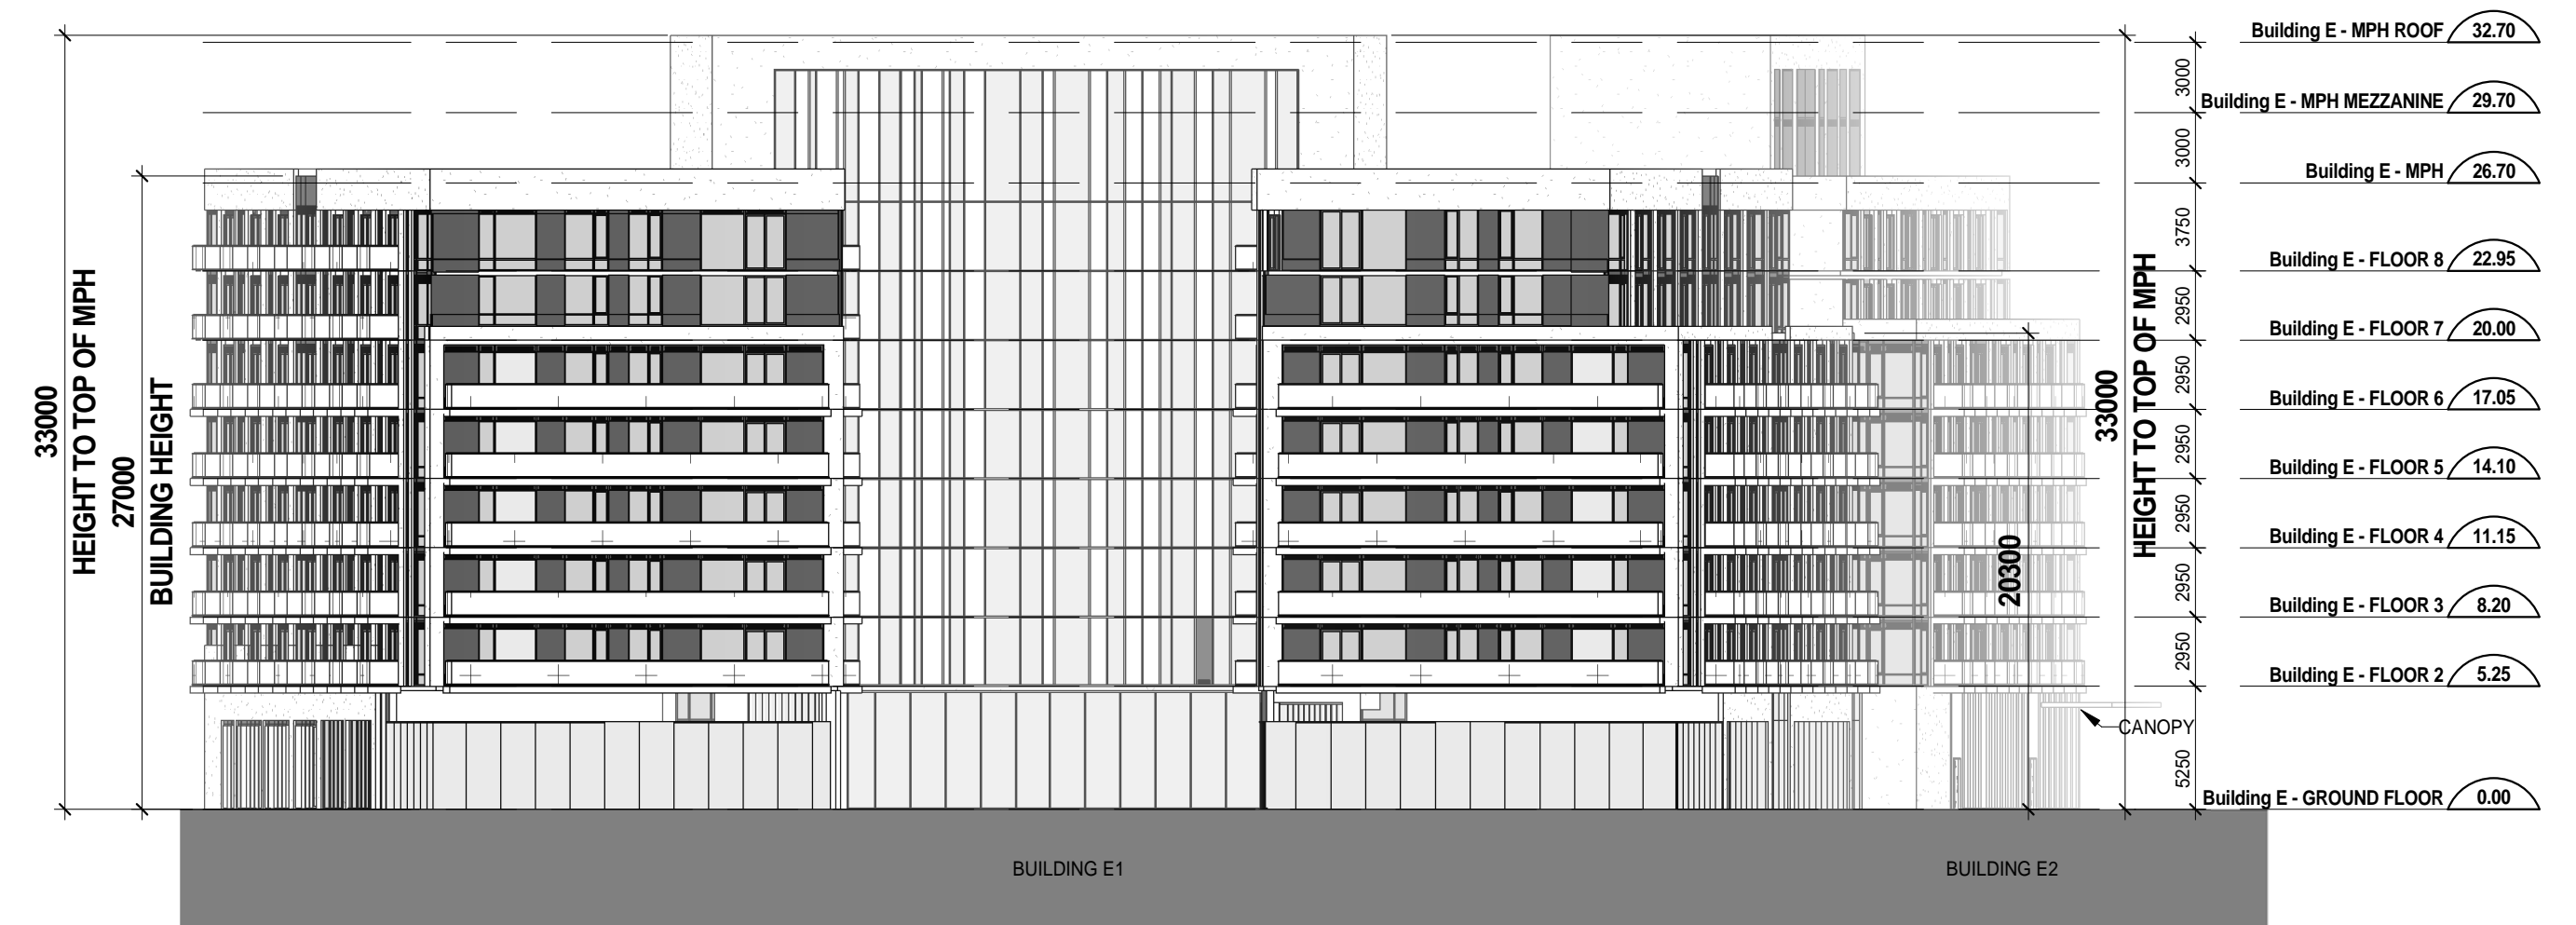 Building E - MPH ROOF 32.70
3000
Building E - MPH MEZZANINE 29.70
3000
Building E - MPH 26.70
3750
Building E - FLOOR 8 22.95
2950
Building E - FLOOR 7 20.00
2950
Building E - FLOOR 6 17.05
2950
Building E - FLOOR 5 14.10
2950
Building E - FLOOR 4 11.15
2950
Building E - FLOOR 3 8.20
2950
Building E - FLOOR 2 5.25
5250
Building E - GROUND FLOOR 0.00
33000
HEIGHT TO TOP OF MPH
27000
BUILDING HEIGHT
20300
33000
HEIGHT TO TOP OF MPH
CANOPY
BUILDING E1
BUILDING E2